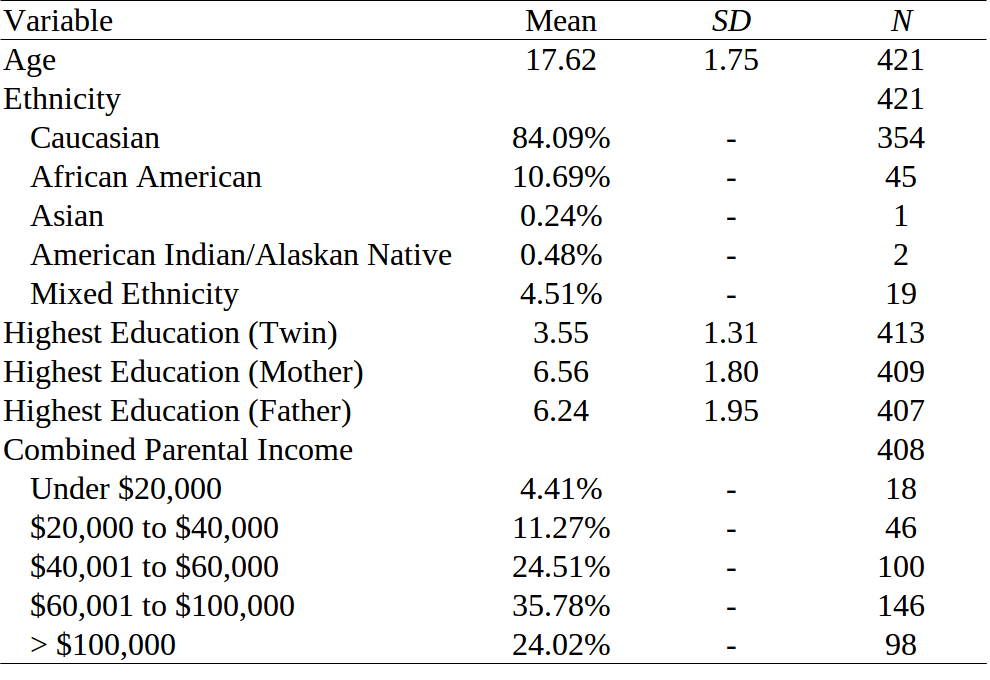 Variable Mean SD N
Age 17.62 1.75 421
Ethnicity 421
Caucasian 84.09% - 354
African American 10.69% - 45
Asian 0.24% - 1
American Indian/Alaskan Native 0.48% - 2
Mixed Ethnicity 4.51% - 19
Highest Education (Twin) 3.55 1.31 413
Highest Education (Mother) 6.56 1.80 409
Highest Education (Father) 6.24 1.95 407
Combined Parental Income 408
Under $20,000 4.41% - 18
$20,000 to $40,000 11.27% - 46
$40,001 to $60,000 24.51% - 100
$60,001 to $100,000 35.78% - 146
> $100,000 24.02% - 98